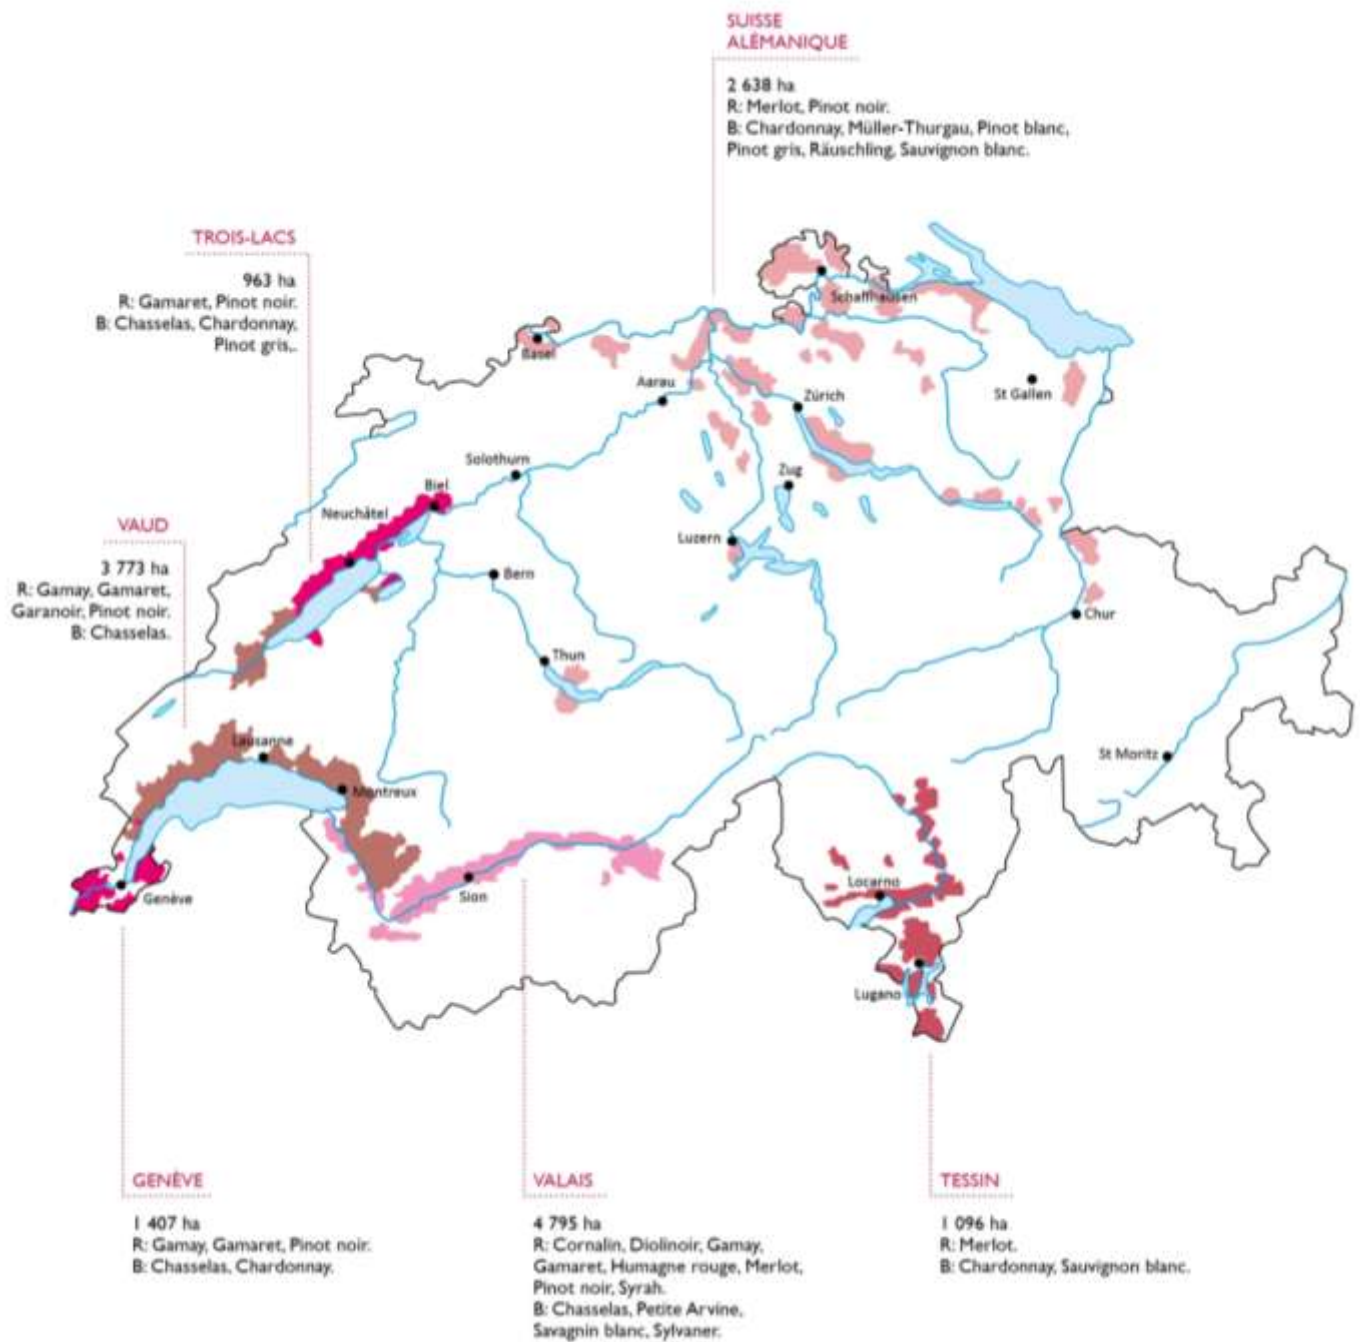 SUISSE
ALÉMANIQUE
2 638 ha
R: Merlot, Pinot noir.
B: Chardonnay, Müller-Thurgau, Pinot blanc,
Pinot gris, Räuschling, Sauvignon blanc.
TROIS-LACS
963 ha
R: Gamaret, Pinot noir.
B: Chasselas, Chardonnay,
Pinot gris,.
VAUD
3 773 ha
R: Gamay, Gamaret,
Garanoir, Pinot noir.
B: Chasselas.
Schaffhausen
Basel
Aarau
Zürich
St Gallen
Solothurn
Biel
Zug
Neuchâtel
Luzern
Bern
Chur
Thun
Lausanne
St Moritz
Montreux
Genève
Sion
Locarno
Lugano
GENÈVE
1 407 ha
R: Gamay, Gamaret, Pinot noir.
B: Chasselas, Chardonnay.
VALAIS
4 795 ha
R: Cornalin, Diolinoir, Gamay,
Gamaret, Humagne rouge, Merlot,
Pinot noir, Syrah.
B: Chasselas, Petite Arvine,
Savagnin blanc, Sylvaner.
TESSIN
1 096 ha
R: Merlot.
B: Chardonnay, Sauvignon blanc.